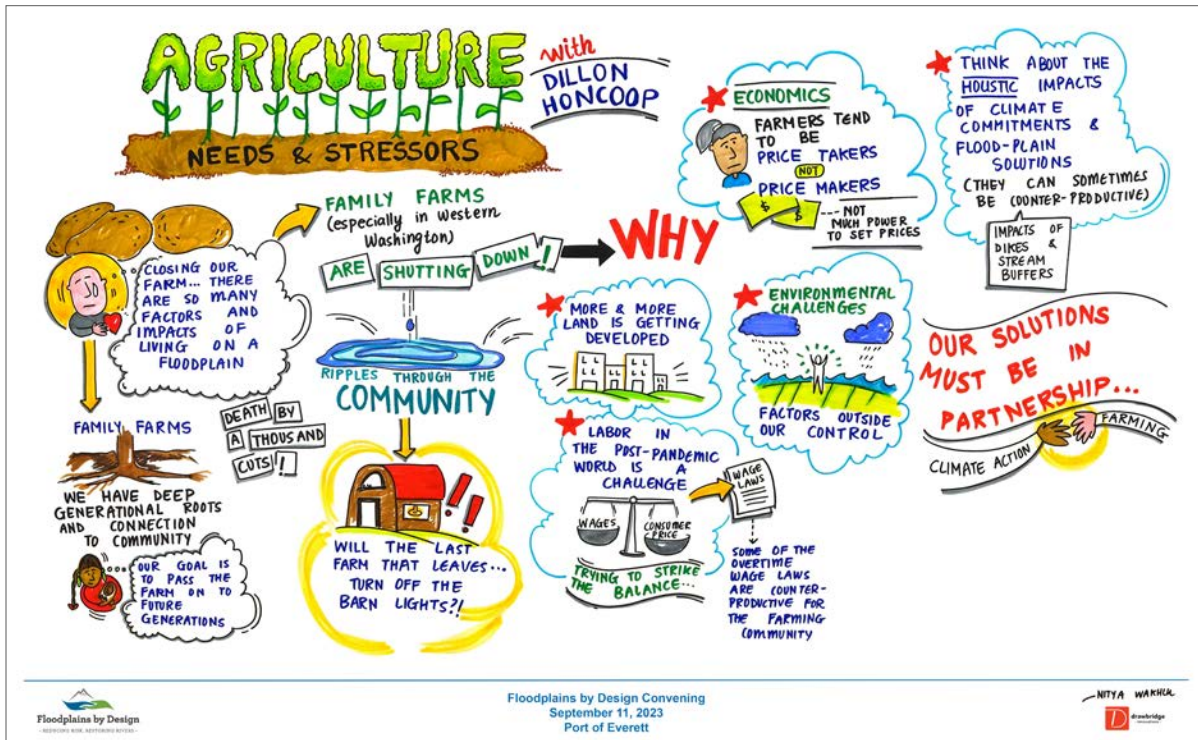 AGRICULTURE
NEEDS & STRESSORS
with
DILLON
HONCOOP
CLOSING OUR
FARM... THERE
ARE SO MANY
FACTORS AND
IMPACTS OF
LIVING ON A
FLOODPLAIN
FAMILY FARMS
(especially in western
Washington)
ARE SHUTTING DOWN!
WHY
RIPPLES THROUGH THE
COMMUNITY
DEATH BY
A THOUSAND
CUTS!
FAMILY FARMS
WE HAVE DEEP
GENERATIONAL ROOTS
AND CONNECTION
TO COMMUNITY
OUR GOAL IS
TO PASS THE
FARM ON TO
FUTURE
GENERATIONS
WILL THE LAST
FARM THAT LEAVES...
TURN OFF THE
BARN LIGHTS?!
ECONOMICS
FARMERS TEND
TO BE
PRICE TAKERS
NOT
PRICE MAKERS
$ $
--- NOT
MUCH POWER
TO SET PRICES
MORE & MORE
LAND IS GETTING
DEVELOPED
ENVIRONMENTAL
CHALLENGES
FACTORS OUTSIDE
OUR CONTROL
LABOR IN
THE POST-PANDEMIC
WORLD IS A
CHALLENGE
WAGES
CONSUMER
PRICE
TRYING TO STRIKE
THE BALANCE...
WAGE
LAWS
SOME OF THE
OVERTIME
WAGE LAWS
ARE COUNTER-
PRODUCTIVE FOR
THE FARMING
COMMUNITY
THINK ABOUT THE
HOLISTIC IMPACTS
OF CLIMATE
COMMITMENTS &
FLOOD-PLAIN
SOLUTIONS
(THEY CAN SOMETIMES
BE COUNTER-PRODUCTIVE)
IMPACTS OF
DIKES &
STREAM
BUFFERS
OUR SOLUTIONS
MUST BE IN
PARTNERSHIP...
CLIMATE ACTION
FARMING
Floodplains by Design
- REDUCING RISK, RESTORING RIVERS -
Floodplains by Design Convening
September 11, 2023
Port of Everett
-NITYA WAKHLU
D
drawbridge